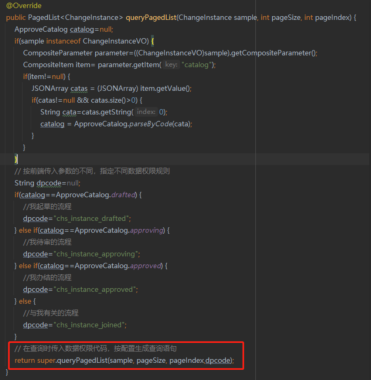 @Override
public PagedList<ChangeInstance> queryPagedList(ChangeInstance sample, int pageSize, int pageIndex) {
ApproveCatalog catalog=null;
if(sample instanceof ChangeInstanceVO) {
CompositeParameter parameter=((ChangeInstanceVO)sample).getCompositeParameter();
CompositeItem item= parameter.getItem( key: "catalog");
if(item!=null) {
JSONArray catas = (JSONArray) item.getValue();
if(catas!=null && catas.size()>0) {
String cata=catas.getString( index: 0);
catalog = ApproveCatalog.parseByCode(cata);
}
}
}
// 按前端传入参数的不同，指定不同数据权限规则
String dpcode=null;
if(catalog==ApproveCatalog.drafted) {
//我起草的流程
dpcode="chs_instance_drafted";
} else if(catalog==ApproveCatalog.approving) {
//我待审的流程
dpcode="chs_instance_approving";
} else if(catalog==ApproveCatalog.approved) {
//我办结的流程
dpcode="chs_instance_approved";
} else {
//与我有关的流程
dpcode="chs_instance_joined";
}
// 在查询时传入数据权限代码，按配置生成查询语句
return super.queryPagedList(sample, pageSize, pageIndex,dpcode);
}